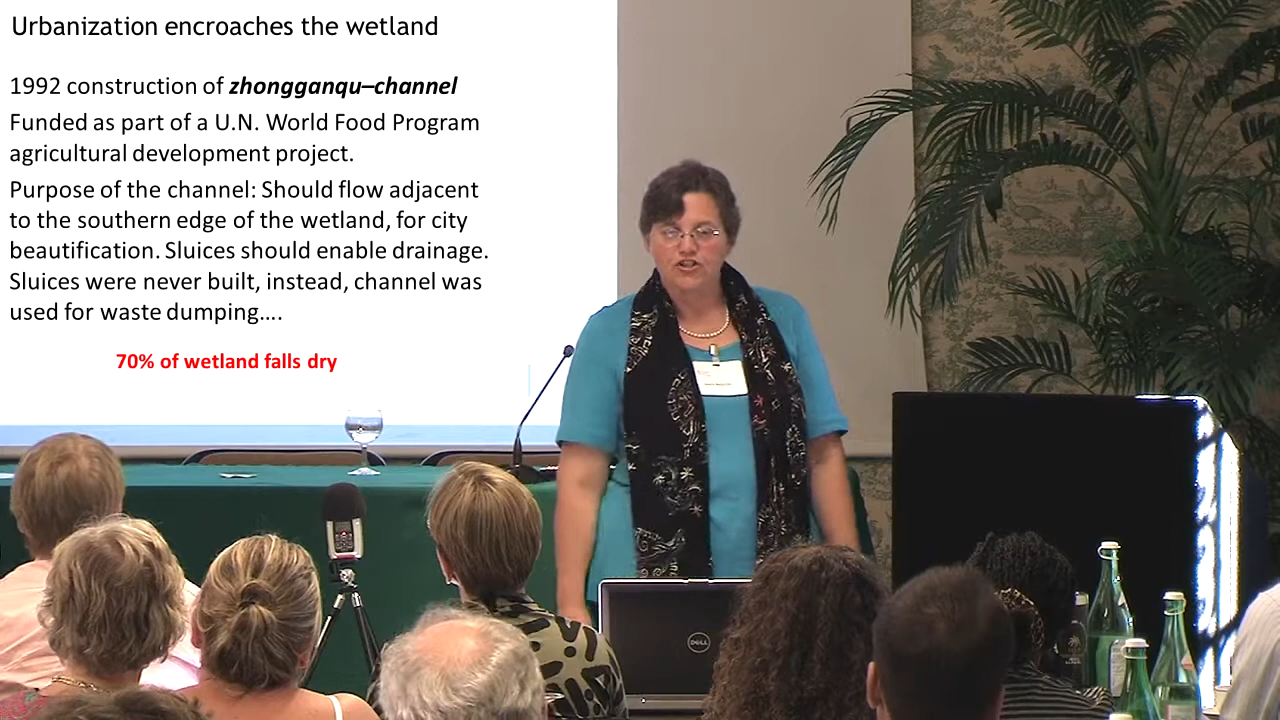 Urbanization encroaches the wetland
1992 construction of zhongganqu–channel
Funded as part of a U.N. World Food Program
agricultural development project.
Purpose of the channel: Should flow adjacent
to the southern edge of the wetland, for city
beautification. Sluices should enable drainage.
Sluices were never built, instead, channel was
used for waste dumping….
70% of wetland falls dry
DELL